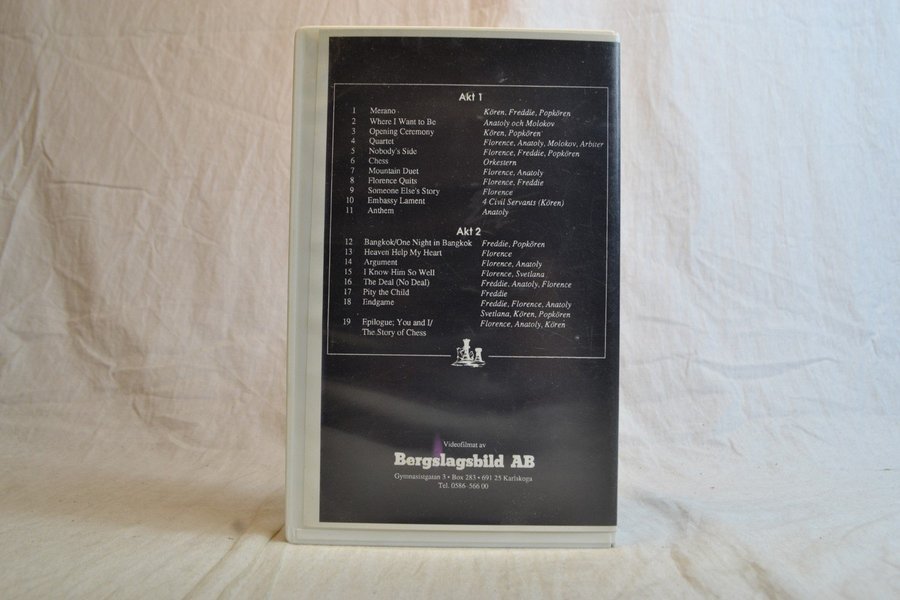 Akt 1
1 Merano Kören, Freddie, Popkören
2 Where I Want to Be Anatoly och Molokov
3 Opening Ceremony Kören, Popkören
4 Quartet Florence, Anatoly, Molokov, Arbiter
5 Nobody's Side Florence, Freddie, Popkören
6 Chess Orkestern
7 Mountain Duet Florence, Anatoly
8 Florence Quits Florence, Freddie
9 Someone Else's Story Florence
10 Embassy Lament 4 Civil Servants (Kören)
11 Anthem Anatoly
Akt 2
12 Bangkok/One Night in Bangkok Freddie, Popkören
13 Heaven Help My Heart Florence
14 Argument Florence, Anatoly
15 I Know Him So Well Florence, Svetlana
16 The Deal (No Deal) Freddie, Anatoly, Florence
17 Pity the Child Freddie
18 Endgame Freddie, Florence, Anatoly
Svetlana, Kören, Popkören
19 Epilogue; You and I/ Florence, Anatoly, Kören
The Story of Chess
Videofilmat av
Bergslagsbild AB
Gymnasistgatan 3 • Box 283 • 691 25 Karlskoga
Tel. 0586-566 00